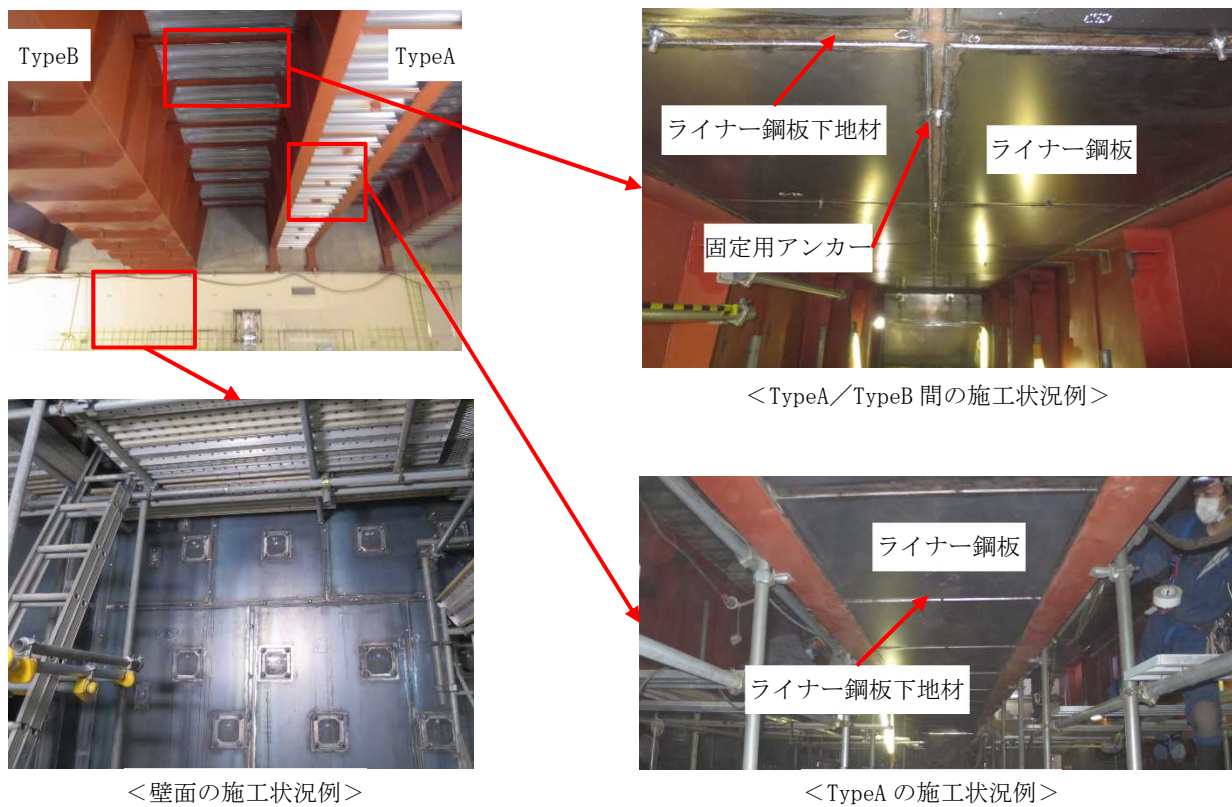 TypeB
TypeA
ライナー鋼板下地材
ライナー鋼板
固定用アンカー
＜TypeA／TypeB 間の施工状況例＞
ライナー鋼板
ライナー鋼板下地材
＜壁面の施工状況例＞
＜TypeA の施工状況例＞